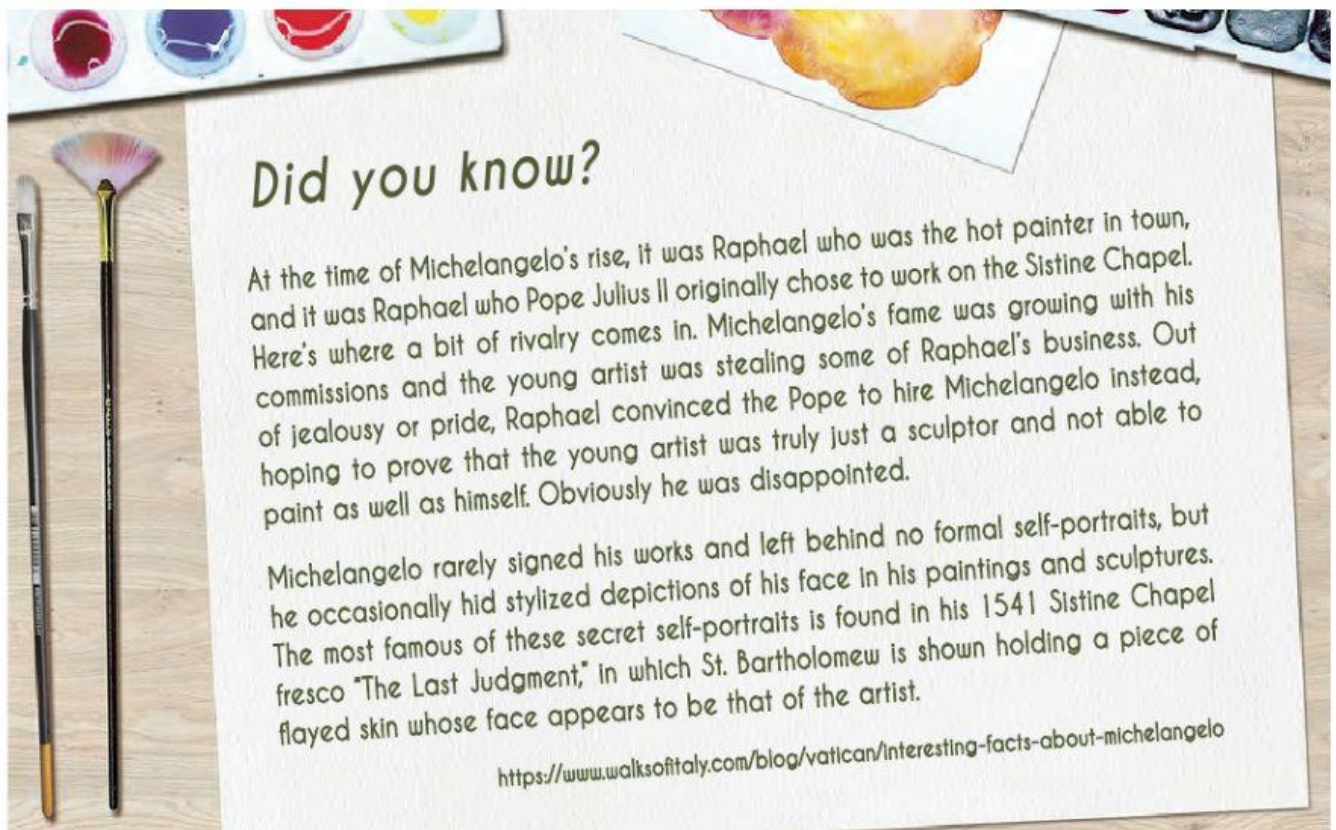 Did you know?
At the time of Michelangelo's rise, it was Raphael who was the hot painter in town,
and it was Raphael who Pope Julius II originally chose to work on the Sistine Chapel.
Here's where a bit of rivalry comes in. Michelangelo's fame was growing with his
commissions and the young artist was stealing some of Raphael's business. Out
of jealousy or pride, Raphael convinced the Pope to hire Michelangelo instead,
hoping to prove that the young artist was truly just a sculptor and not able to
paint as well as himself. Obviously he was disappointed.
Michelangelo rarely signed his works and left behind no formal self-portraits, but
he occasionally hid stylized depictions of his face in his paintings and sculptures.
The most famous of these secret self-portraits is found in his 1541 Sistine Chapel
fresco "The Last Judgment," in which St. Bartholomew is shown holding a piece of
flayed skin whose face appears to be that of the artist.
https://www.walksofitaly.com/blog/vatican/interesting-facts-about-michelangelo